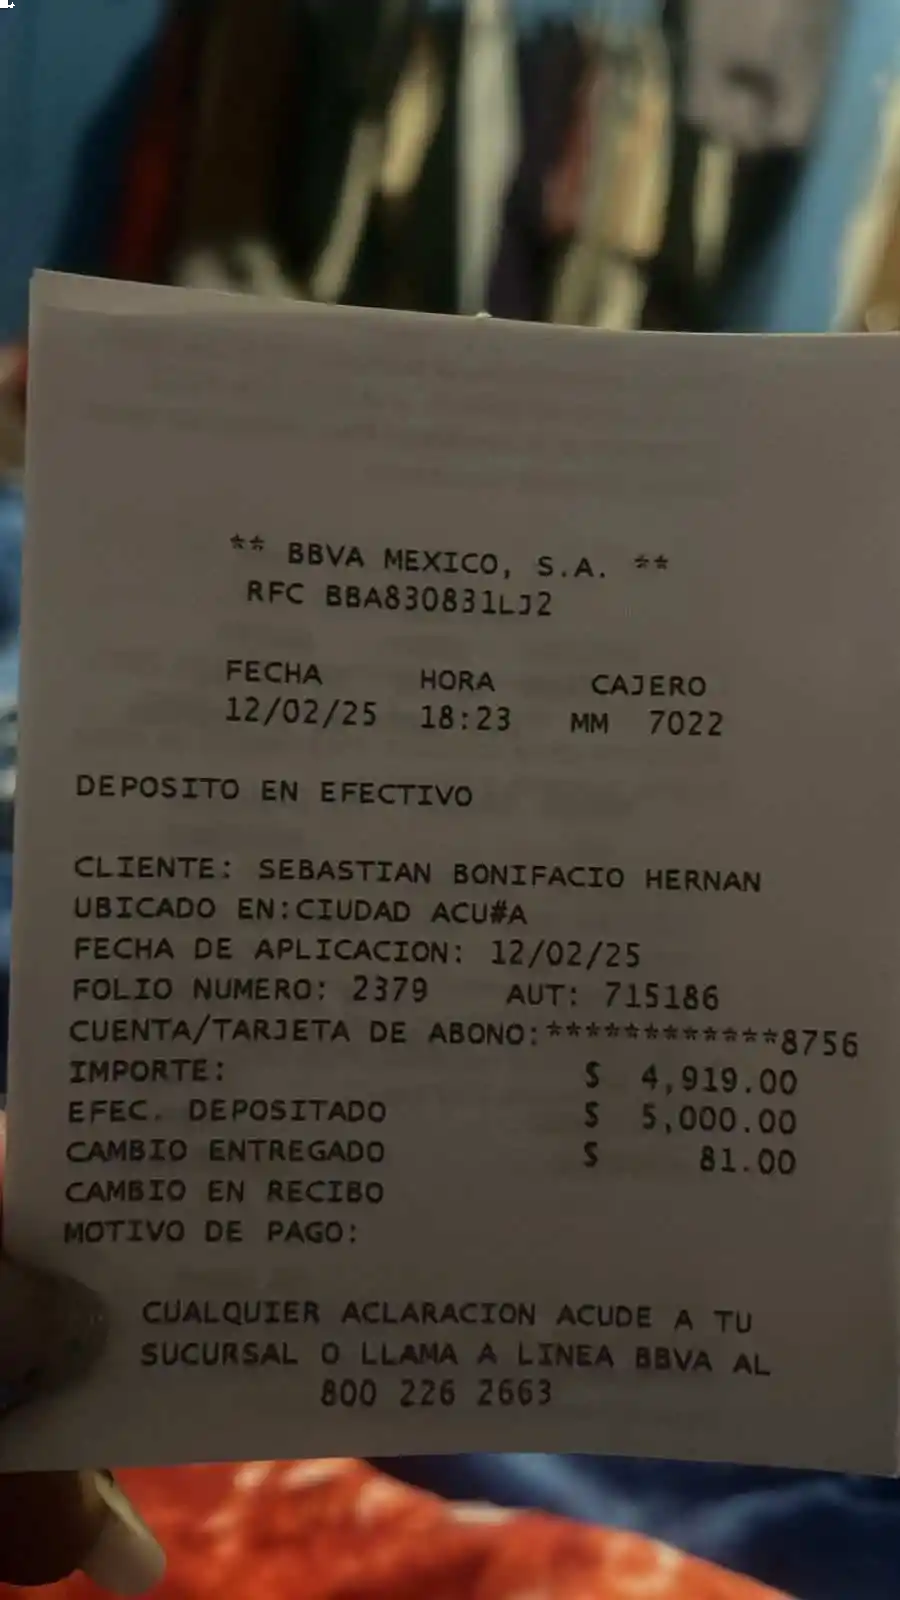 ** BBVA MEXICO, S.A. **
RFC BBA830831LJ2
FECHA HORA CAJERO
12/02/25 18:23 MM 7022
DEPOSITO EN EFECTIVO
CLIENTE: SEBASTIAN BONIFACIO HERNAN
UBICADO EN:CIUDAD ACU#A
FECHA DE APLICACION: 12/02/25
FOLIO NUMERO: 2379 AUT: 715186
CUENTA/TARJETA DE ABONO:************8756
IMPORTE: $ 4,919.00
EFEC. DEPOSITADO $ 5,000.00
CAMBIO ENTREGADO $ 81.00
CAMBIO EN RECIBO
MOTIVO DE PAGO:
CUALQUIER ACLARACION ACUDE A TU
SUCURSAL O LLAMA A LINEA BBVA AL
800 226 2663